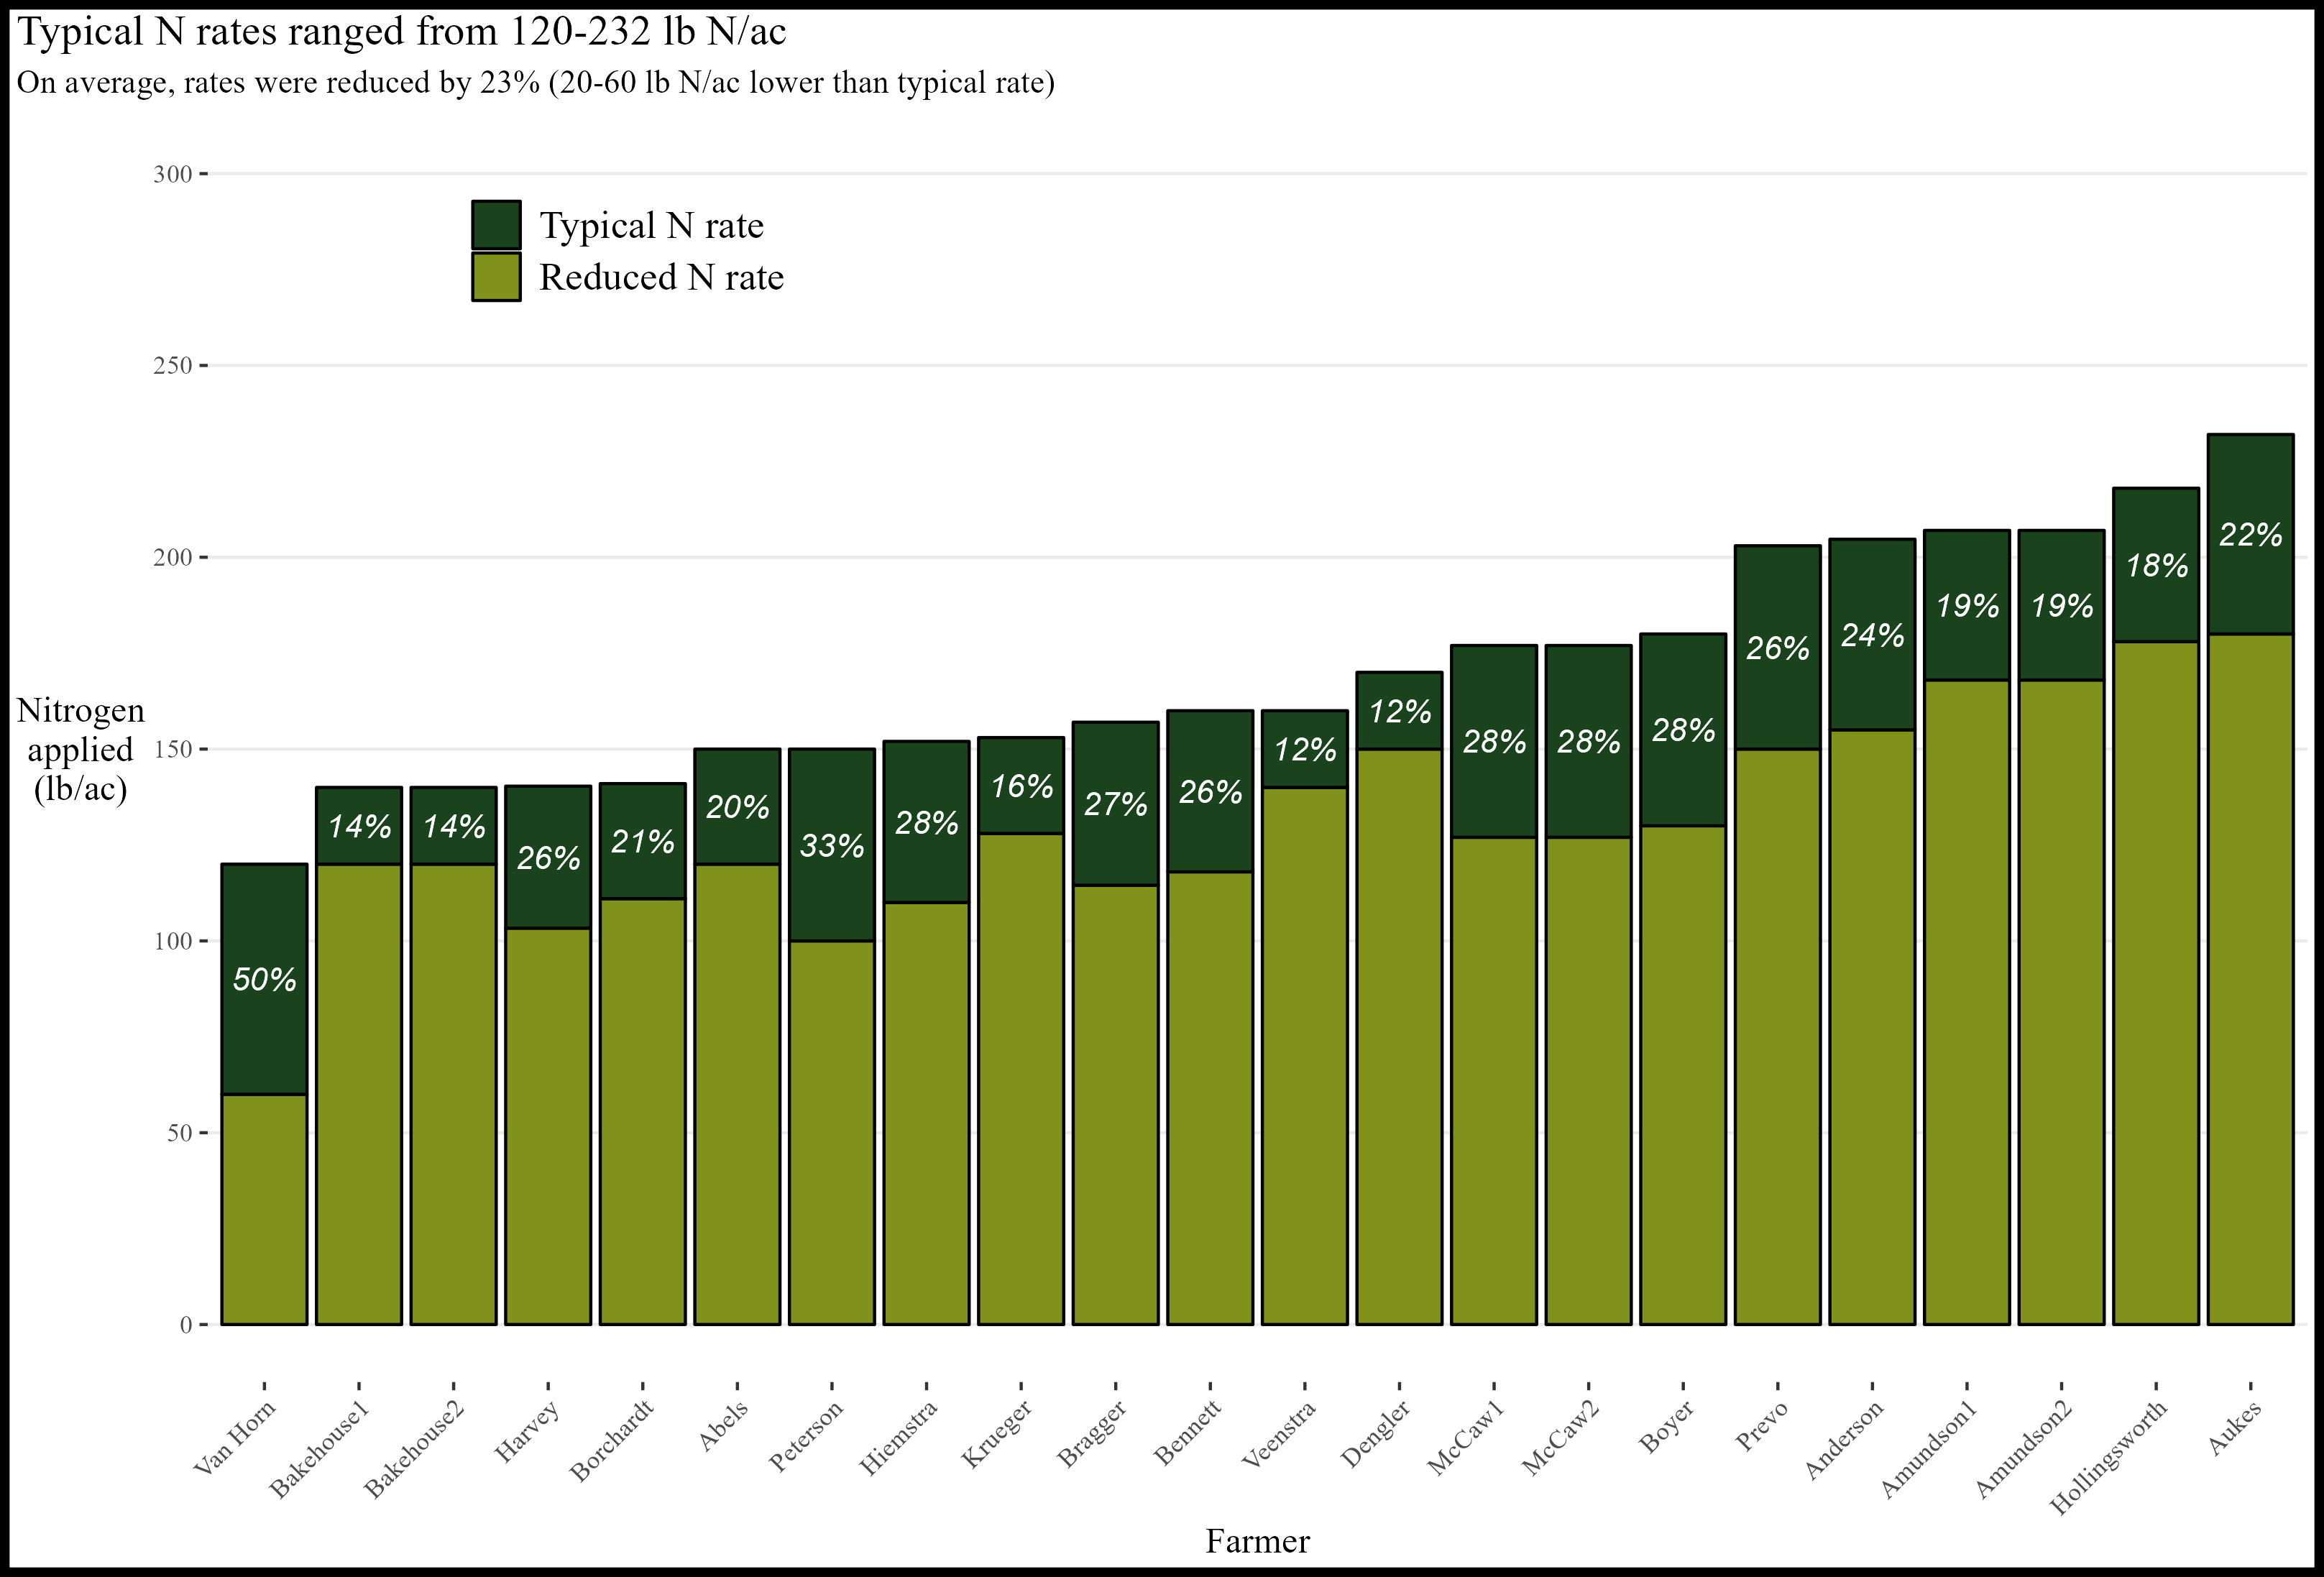 Typical N rates ranged from 120-232 lb N/ac
On average, rates were reduced by 23% (20-60 lb N/ac lower than typical rate)
300
Typical N rate
Reduced N rate
250
200
150
100
50
0
Nitrogen
applied
(lb/ac)
50%
14%
14%
26%
21%
20%
33%
28%
16%
27%
26%
12%
12%
28%
28%
28%
26%
24%
19%
19%
18%
22%
Van Horn
Bakehouse1
Bakehouse2
Harvey
Borchardt
Abels
Peterson
Hiemstra
Krueger
Bragger
Bennett
Veenstra
Dengler
McCaw1
McCaw2
Boyer
Prevo
Anderson
Amundson1
Amundson2
Hollingsworth
Aukes
Farmer